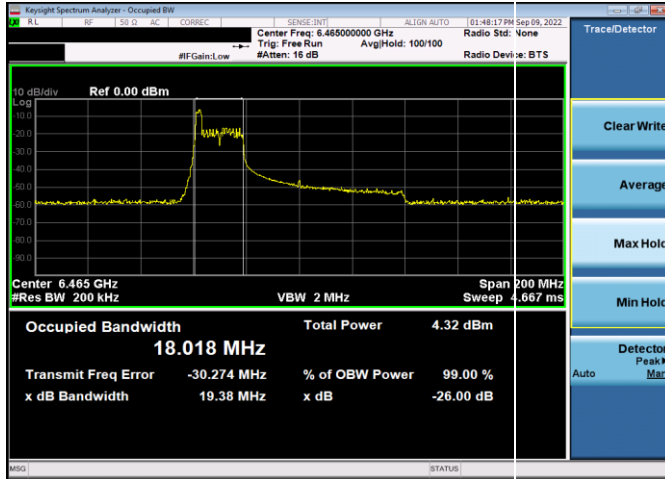 Keysight Spectrum Analyzer - Occupied BW
RL RF 50 Ω AC CORREC SENSE:INT ALIGN AUTO 01:48:17 PM Sep 09, 2022
Center Freq: 6.465000000 GHz Radio Std: None
Trig: Free Run Avg|Hold: 100/100
#IFGain:Low #Atten: 16 dB Radio Device: BTS
Trace/Detector
10 dB/div Ref 0.00 dBm
Log
-10.0
-20.0
-30.0
-40.0
-50.0
-60.0
-70.0
-80.0
-90.0
Center 6.465 GHz Span 200 MHz
#Res BW 200 kHz VBW 2 MHz Sweep 4.667 ms
Occupied Bandwidth Total Power 4.32 dBm
18.018 MHz
Transmit Freq Error -30.274 MHz % of OBW Power 99.00 %
x dB Bandwidth 19.38 MHz x dB -26.00 dB
Clear Write
Average
Max Hold
Min Hold
Detector
Peak
Auto Man
MSG STATUS